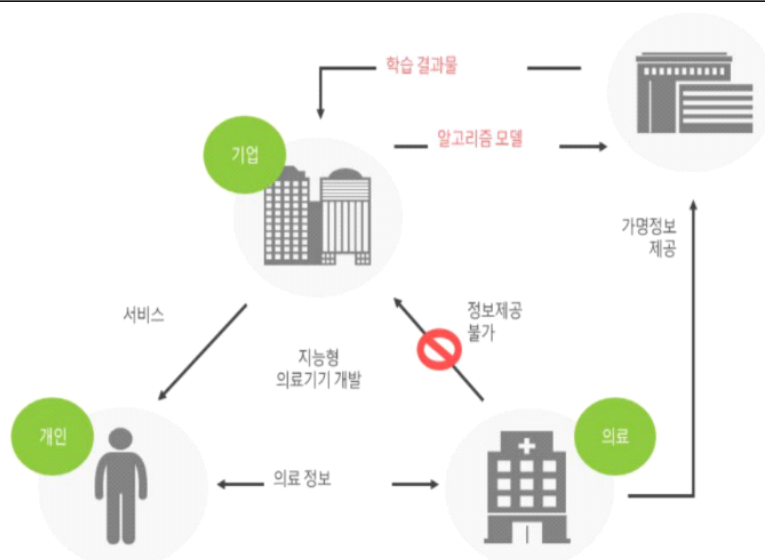 학습 결과물
알고리즘 모델
기업
가명정보
제공
서비스
정보제공
불가
지능형
의료기기 개발
개인
의료
의료 정보